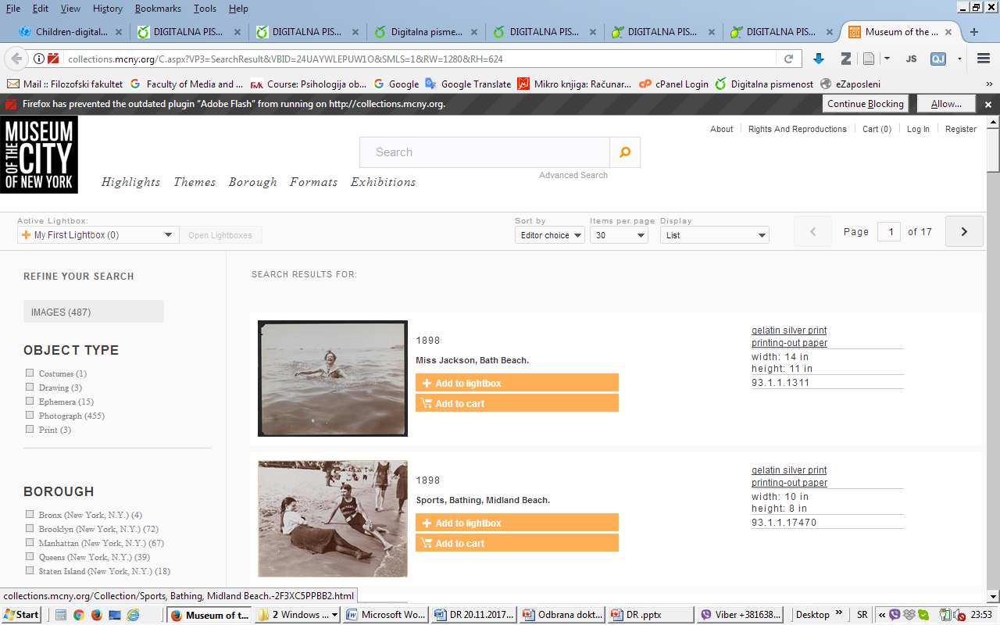 File Edit View History Bookmarks Tools Help
Children-digital... DIGITALNA PIS... DIGITALNA PIS... Digitalna pisme... DIGITALNA PIS... DIGITALNA PIS... DIGITALNA PIS... Museum of the ...
collections.mcny.org/C.aspx?VP3=SearchResult&VBID=24UAYWLEPUW1O&SMLS=1&RW=1280&RH=624
Mail :: Filozofski fakultet Faculty of Media and ... Course: Psihologija ob... Google Google Translate Mikro knjiga: Računar... cPanel Login Digitalna pismenost eZaposleni
Firefox has prevented the outdated plugin “Adobe Flash” from running on http://collections.mcny.org. Continue Blocking Allow...
MUSEUM
OF THE CITY
OF NEW YORK
About Rights And Reproductions Cart (0) Log In Register
Search
Advanced Search
Highlights Themes Borough Formats Exhibitions
Active Lightbox: Sort by Items per page Display
My First Lightbox (0) Open Lightboxes Editor choice 30 List Page 1 of 17
REFINE YOUR SEARCH
IMAGES (487)
OBJECT TYPE
Costumes (1)
Drawing (3)
Ephemera (15)
Photograph (455)
Print (3)
BOROUGH
Bronx (New York, N.Y.) (4)
Brooklyn (New York, N.Y.) (72)
Manhattan (New York, N.Y.) (67)
Queens (New York, N.Y.) (39)
Staten Island (New York, N.Y.) (18)
SEARCH RESULTS FOR:
1898
Miss Jackson, Bath Beach.
Add to lightbox
Add to cart
gelatin silver print
printing-out paper
width: 14 in
height: 11 in
93.1.1.1311
1898
Sports, Bathing, Midland Beach.
Add to lightbox
Add to cart
gelatin silver print
printing-out paper
width: 10 in
height: 8 in
93.1.1.17470
collections.mcny.org/Collection/Sports, Bathing, Midland Beach.-2F3XC5PPBB2.html
Start Museum of t... 2 Windows ... Microsoft Wo... DR 20.11.2017... Odbrana dokt... DR .pptx Viber +381638... Desktop SR 23:53